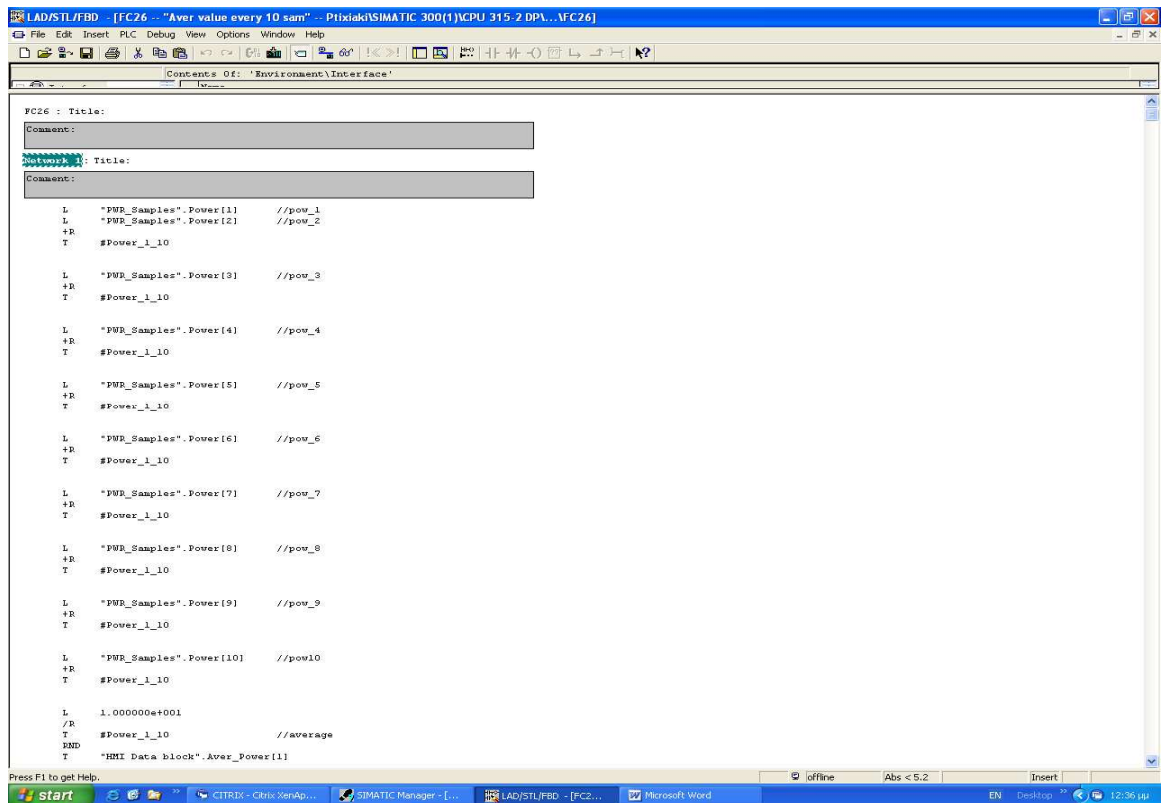 LAD/STL/FBD - [FC26 -- "Aver value every 10 sam" -- Ptixiaki\SIMATIC 300(1)\CPU 315-2 DP\...\FC26]
File Edit Insert PLC Debug View Options Window Help
Contents Of: 'Environment\Interface'
FC26 : Title:
Comment:
Network 1: Title:
Comment:
L "PWR_Samples".Power[1] //pow_1
L "PWR_Samples".Power[2] //pow_2
+R
T #Power_1_10
L "PWR_Samples".Power[3] //pow_3
+R
T #Power_1_10
L "PWR_Samples".Power[4] //pow_4
+R
T #Power_1_10
L "PWR_Samples".Power[5] //pow_5
+R
T #Power_1_10
L "PWR_Samples".Power[6] //pow_6
+R
T #Power_1_10
L "PWR_Samples".Power[7] //pow_7
+R
T #Power_1_10
L "PWR_Samples".Power[8] //pow_8
+R
T #Power_1_10
L "PWR_Samples".Power[9] //pow_9
+R
T #Power_1_10
L "PWR_Samples".Power[10] //pow10
+R
T #Power_1_10
L 1.000000e+001
/R
T #Power_1_10 //average
RND
T "HMI Data block".Aver_Power[1]
Press F1 to get Help. offline Abs < 5.2 Insert
start CITRIX - Citrix XenAp... SIMATIC Manager - [... LAD/STL/FBD - [FC2... Microsoft Word EN Desktop 12:36 μμ